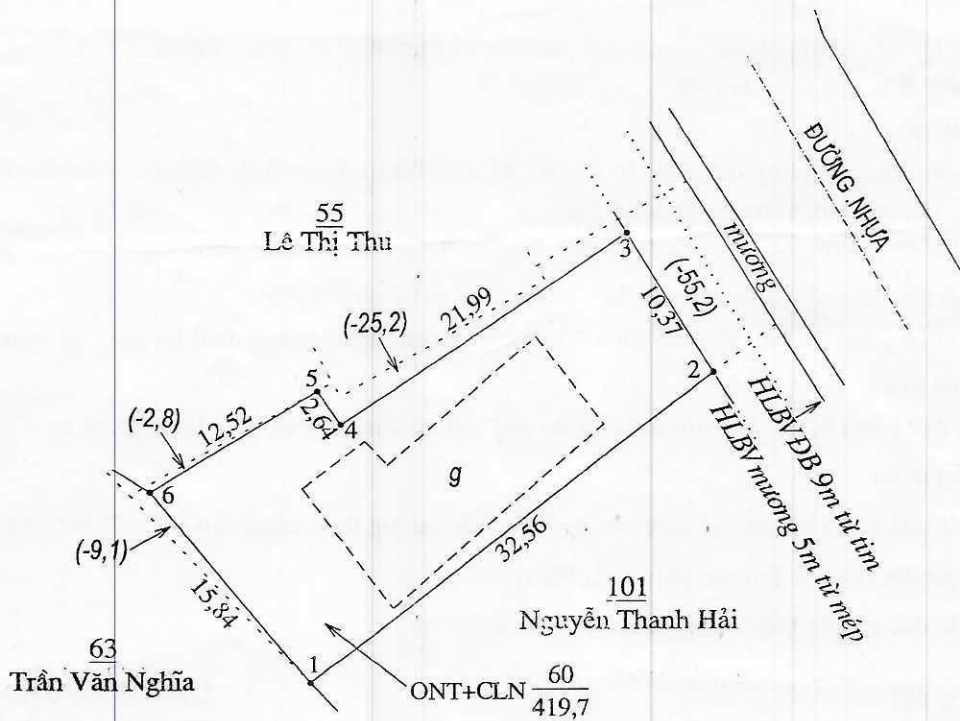 ĐƯỜNG NHỰA
mương
55
Lê Thị Thu
3
(-55,2)
10,37
21,99
(-25,2)
2
5
2,64
4
(-2,8)
12,52
HLBVĐB 9m từ tim
HLBV mương 5m từ mép
g
6
32,56
(-9,1)
15,84
101
Nguyễn Thanh Hải
63
Trần Văn Nghĩa
1
ONT+CLN 60
419,7